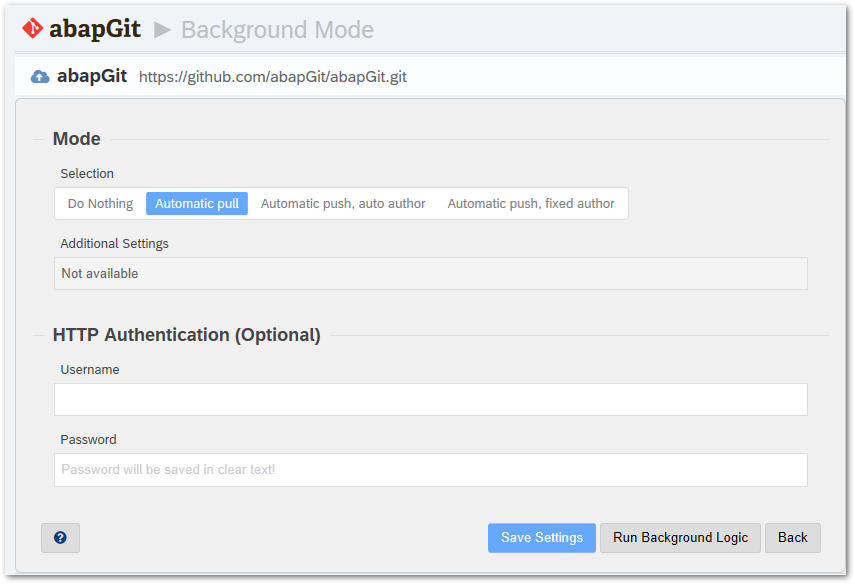 abapGit ▶ Background Mode
abapGit https://github.com/abapGit/abapGit.git
Mode
Selection
Do Nothing Automatic pull Automatic push, auto author Automatic push, fixed author
Additional Settings
Not available
HTTP Authentication (Optional)
Username
Password
Password will be saved in clear text!
? Save Settings Run Background Logic Back